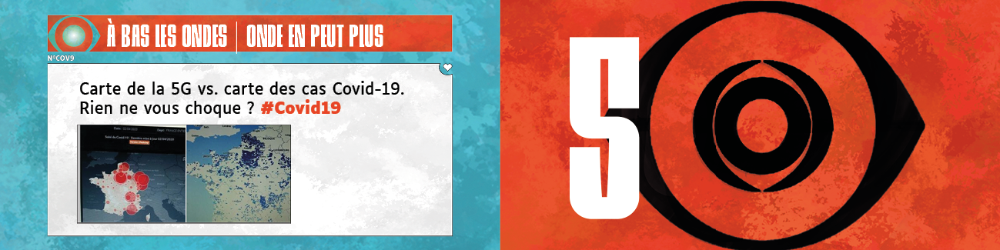 À BAS LES ONDES | ONDE EN PEUT PLUS
N°COV9
Carte de la 5G vs. carte des cas Covid-19.
Rien ne vous choque ? #Covid19
5